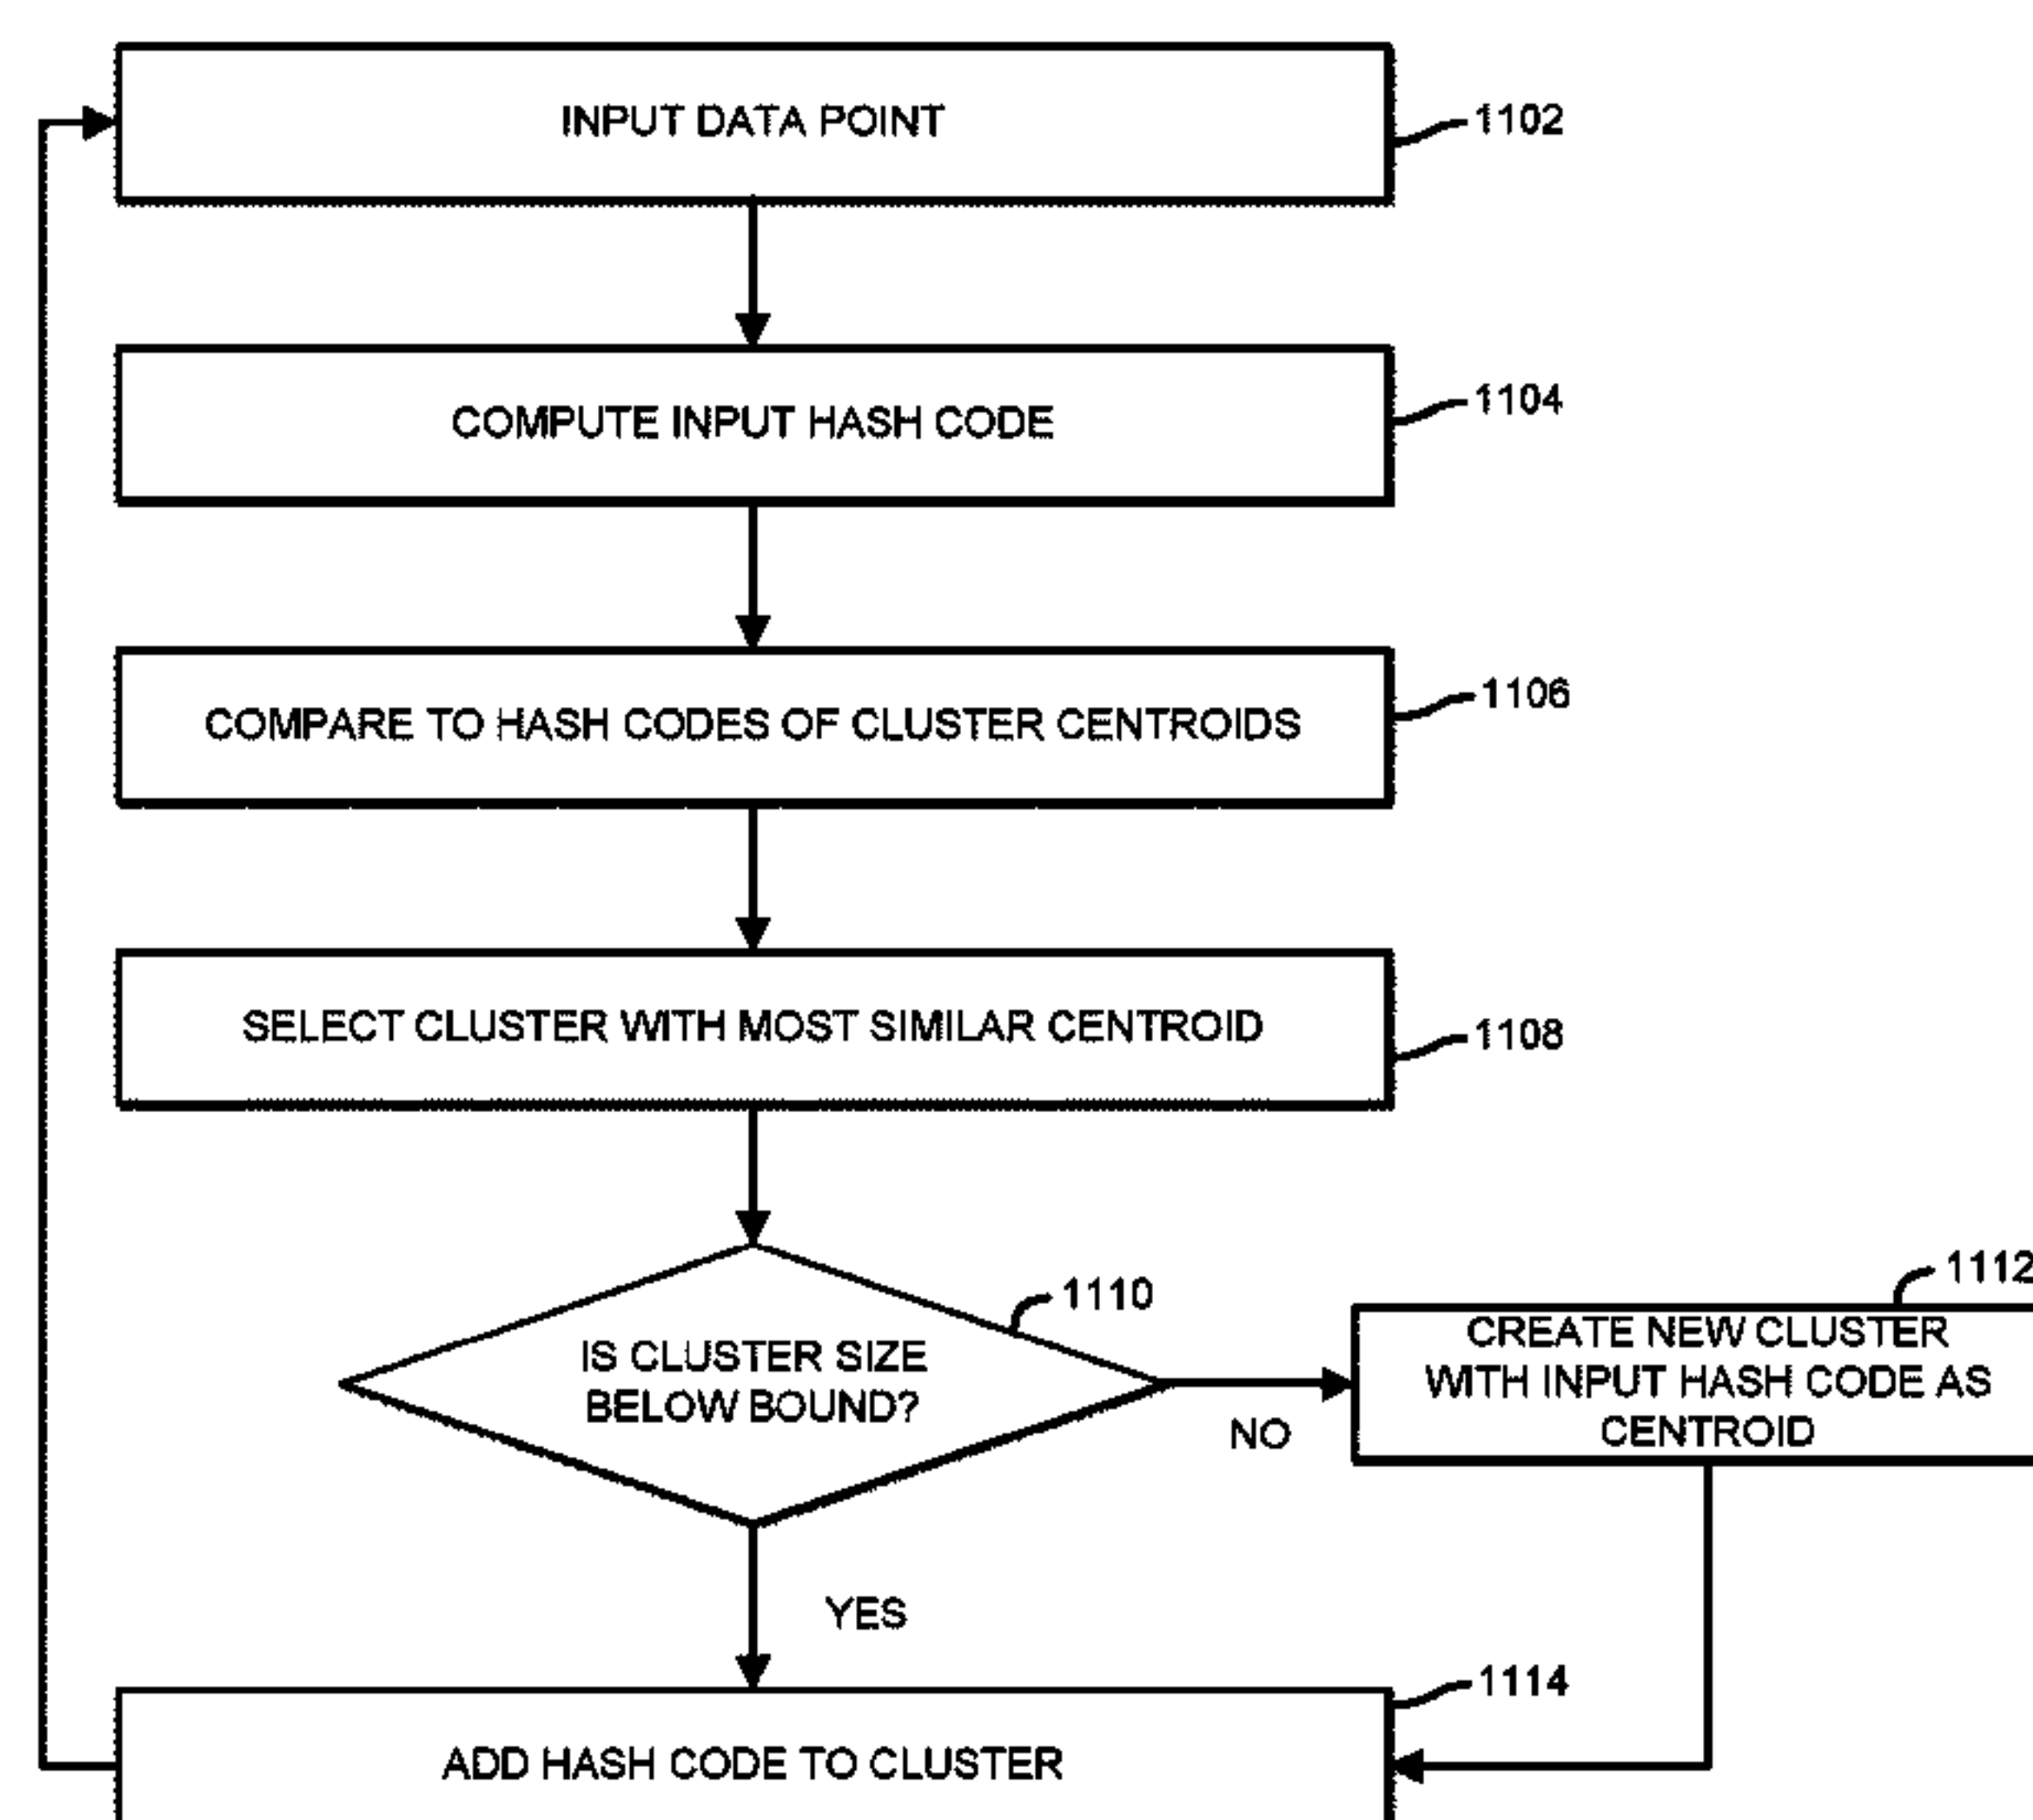 INPUT DATA POINT
1102
COMPUTE INPUT HASH CODE
1104
COMPARE TO HASH CODES OF CLUSTER CENTROIDS
1106
SELECT CLUSTER WITH MOST SIMILAR CENTROID
1108
1110
IS CLUSTER SIZE
BELOW BOUND?
NO
1112
CREATE NEW CLUSTER
WITH INPUT HASH CODE AS
CENTROID
YES
1114
ADD HASH CODE TO CLUSTER